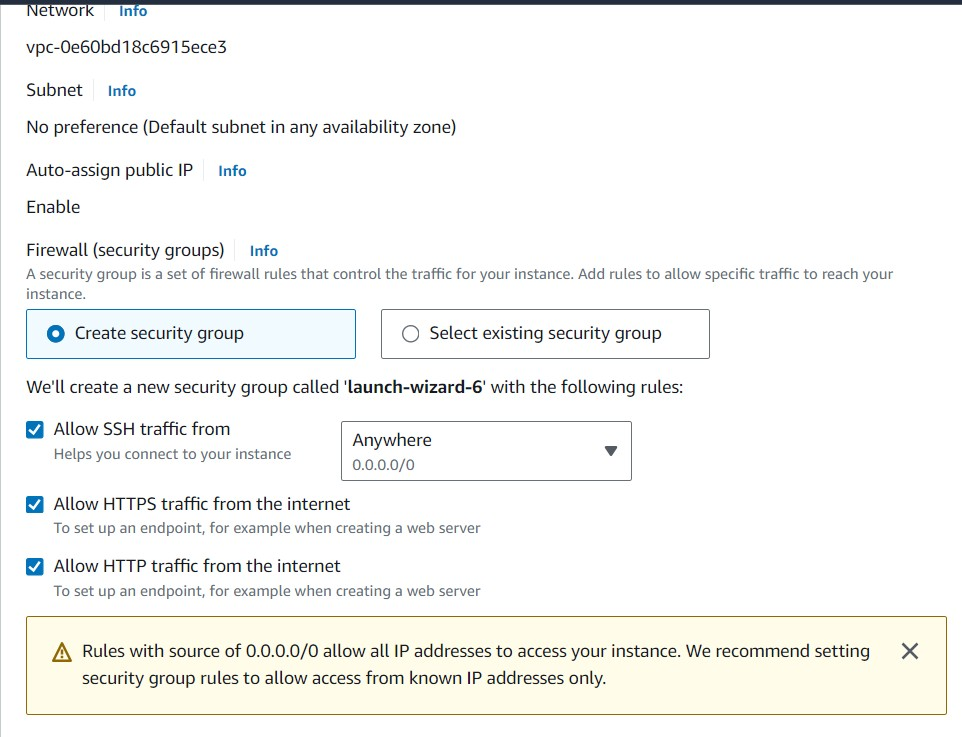 Network Info
vpc-0e60bd18c6915ece3
Subnet Info
No preference (Default subnet in any availability zone)
Auto-assign public IP Info
Enable
Firewall (security groups) Info
A security group is a set of firewall rules that control the traffic for your instance. Add rules to allow specific traffic to reach your
instance.
Create security group
Select existing security group
We'll create a new security group called 'launch-wizard-6' with the following rules:
Allow SSH traffic from
Helps you connect to your instance
Anywhere
0.0.0.0/0
Allow HTTPS traffic from the internet
To set up an endpoint, for example when creating a web server
Allow HTTP traffic from the internet
To set up an endpoint, for example when creating a web server
Rules with source of 0.0.0.0/0 allow all IP addresses to access your instance. We recommend setting
security group rules to allow access from known IP addresses only.